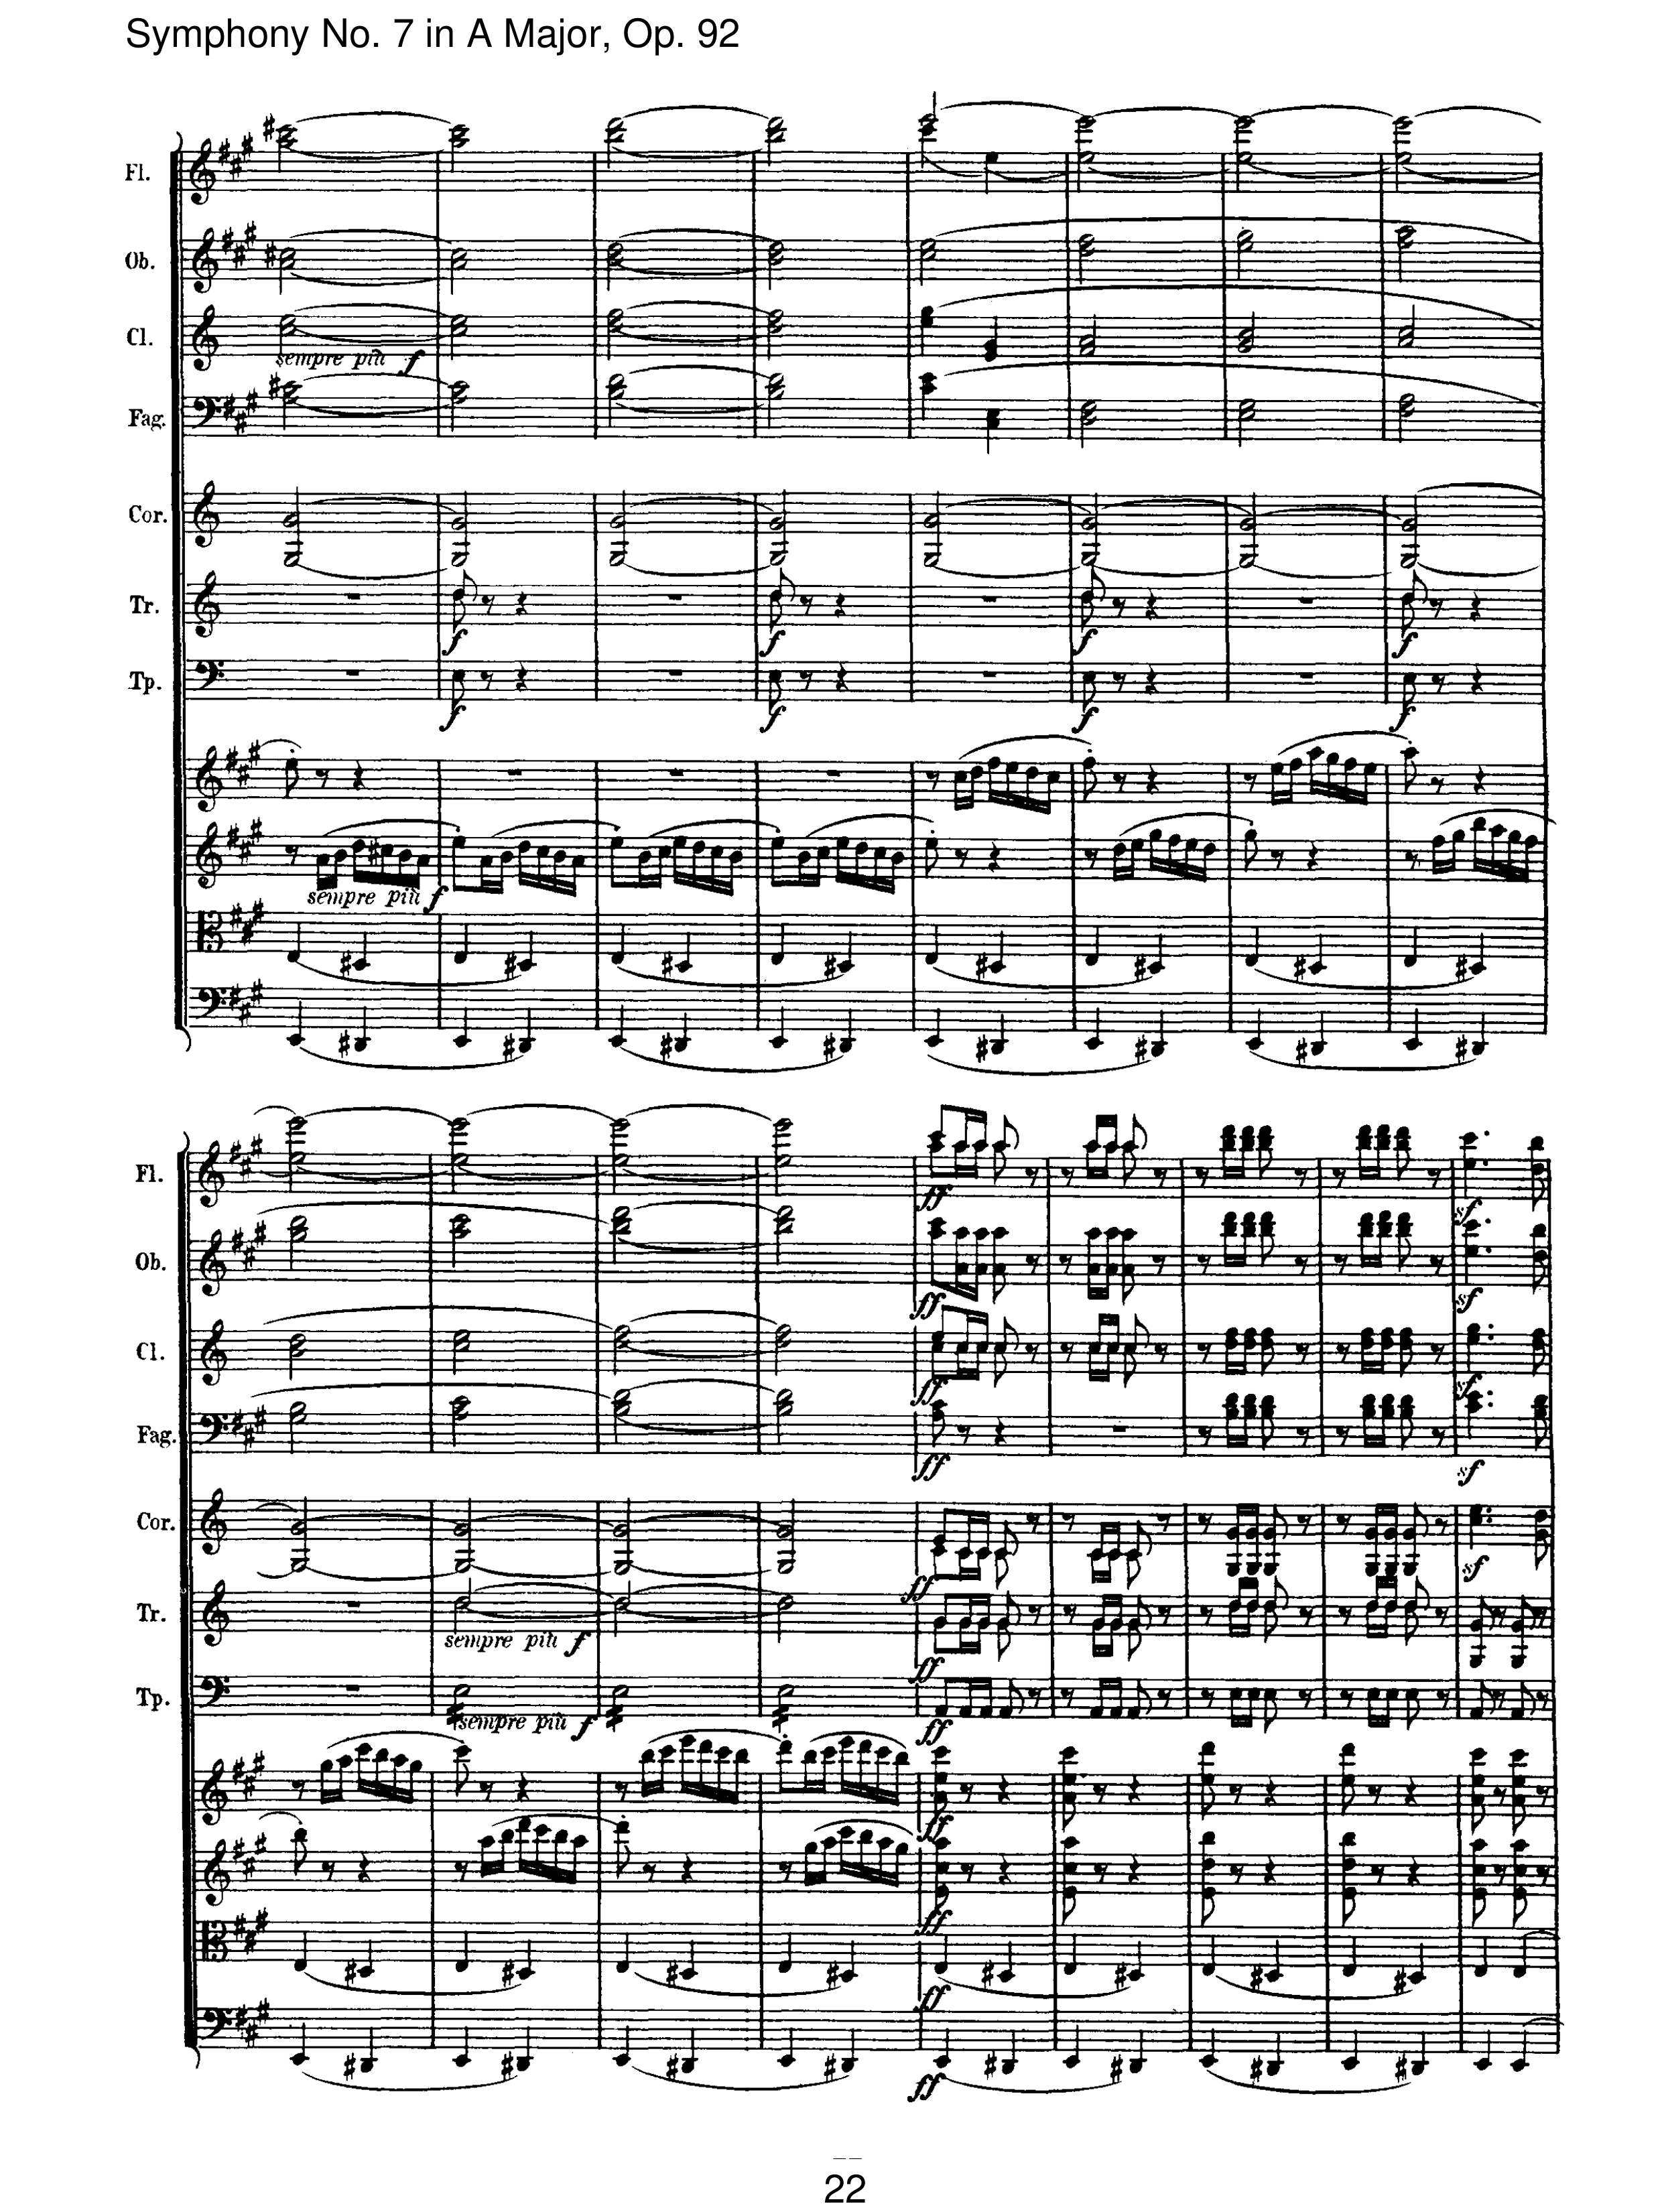 Symphony No. 7 in A Major, Op. 92
Fl.
Ob.
Cl.
sempre più f
Fag.
Cor.
Tr.
f f f f
Tp.
f f f f
sempre più f
Fl.
ff sf
Ob.
ff sf
Cl.
ff sf
Fag.
ff sf
Cor.
ff sf
Tr.
sempre più f ff
Tp.
sempre più f ff
ff
ff
ff
ff
22